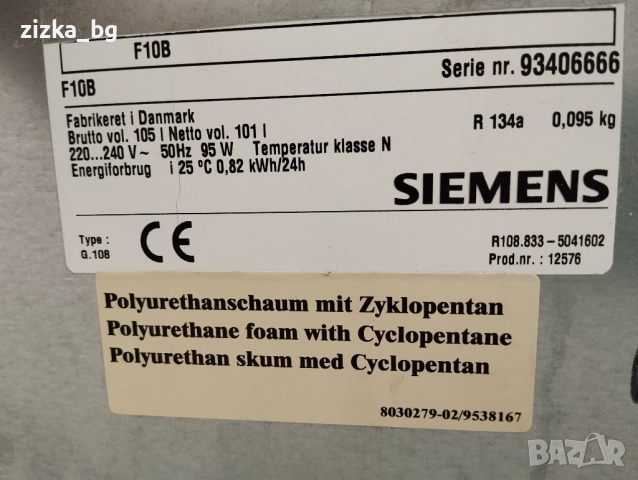 zizka_bg
F10B
F10B
Serie nr. 93406666
Fabrikeret i Danmark
Brutto vol. 105 l Netto vol. 101 l
R 134a 0,095 kg
220...240 V~ 50Hz 95 W Temperatur klasse N
Energiforbrug i 25 ºC 0,82 kWh/24h
SIEMENS
Type :
G.108
CE
R108.833-5041602
Prod.nr.: 12576
Polyurethanschaum mit Zyklopentan
Polyurethane foam with Cyclopentane
Polyurethan skum med Cyclopentan
8030279-02/9538167
BAZAR